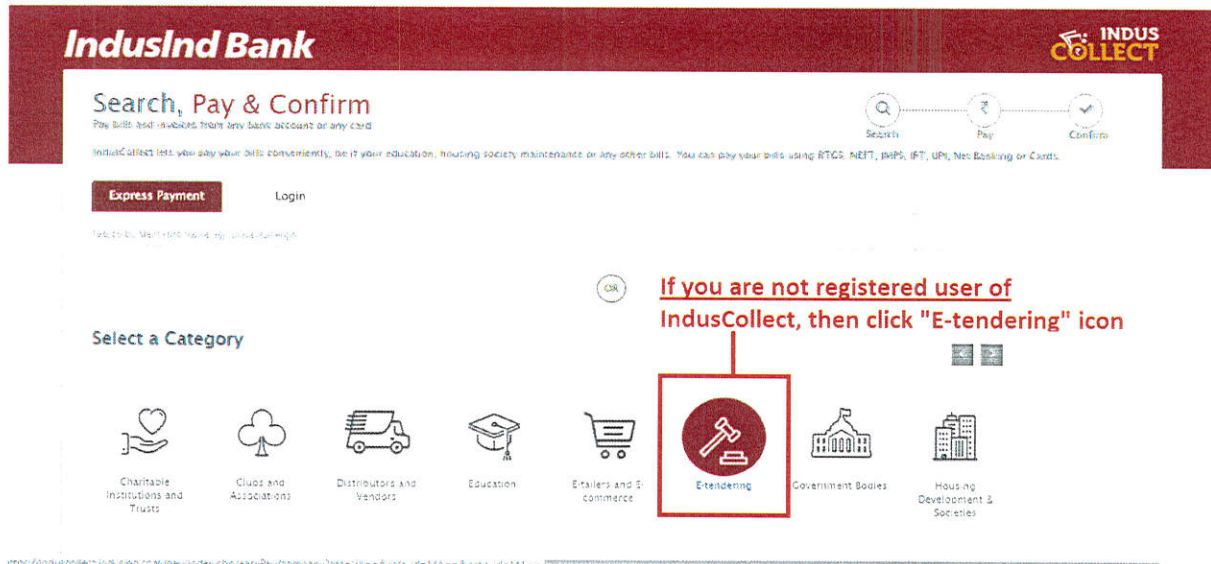 IndusInd Bank
INDUS
COLLECT
Search, Pay & Confirm
Pay bills and invoices from any bank account or any card
Search
Pay
Confirm
IndusCollect lets you pay your bills conveniently, be it your education, housing society maintenance or any other bills. You can pay your bills using RTGS, NEFT, IMPS, IFT, UPI, Net Banking or Cards.
Express Payment
Login
OR
If you are not registered user of
IndusCollect, then click "E-tendering" icon
Select a Category
Charitable
Institutions and
Trusts
Clubs and
Associations
Distributors and
Vendors
Education
E-tailers and E-
commerce
E-tendering
Government Bodies
Housing
Development &
Societies